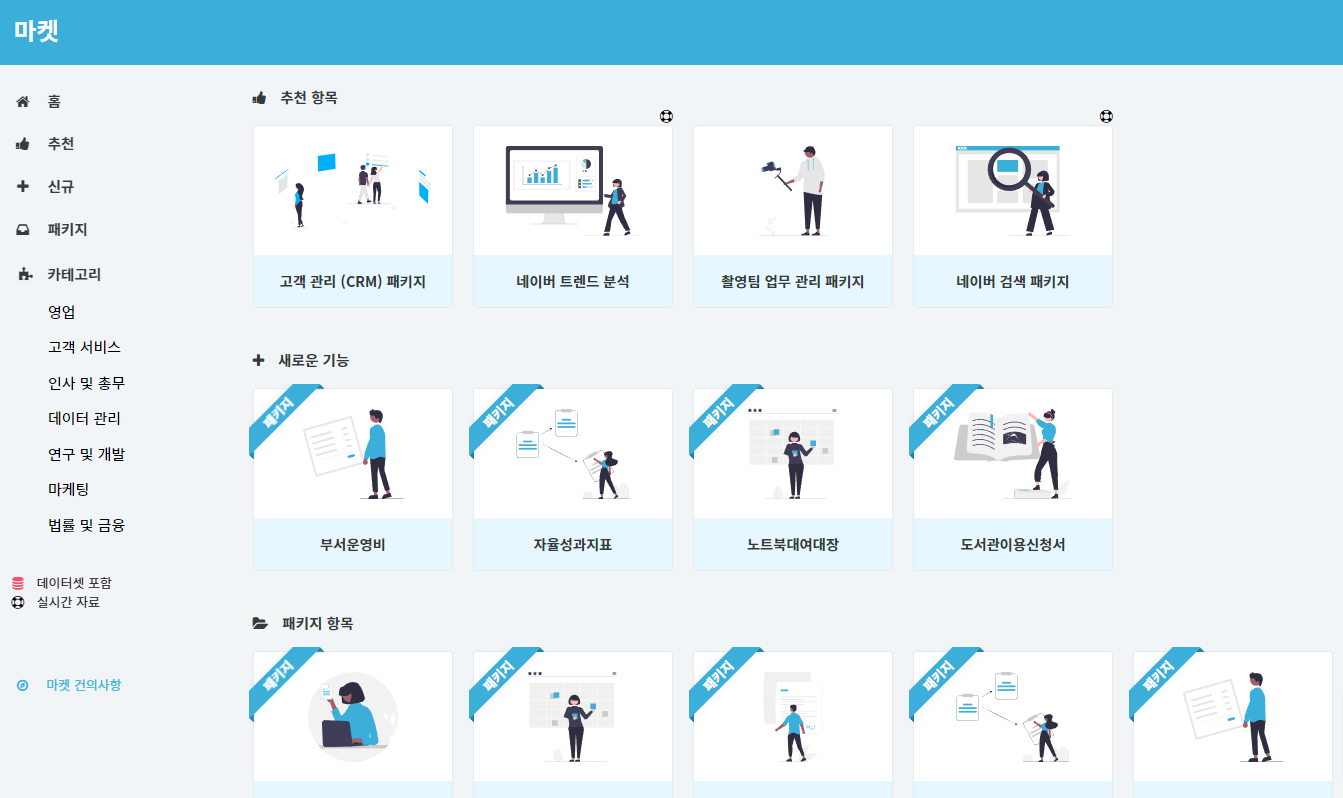 마켓
홈
추천
신규
패키지
카테고리
영업
고객 서비스
인사 및 총무
데이터 관리
연구 및 개발
마케팅
법률 및 금융
데이터셋 포함
실시간 자료
마켓 건의사항
추천 항목
고객 관리 (CRM) 패키지
네이버 트렌드 분석
촬영팀 업무 관리 패키지
네이버 검색 패키지
새로운 기능
패키지
패키지
패키지
패키지
부서운영비
자율성과지표
노트북대여대장
도서관이용신청서
패키지 항목
패키지
패키지
패키지
패키지
패키지